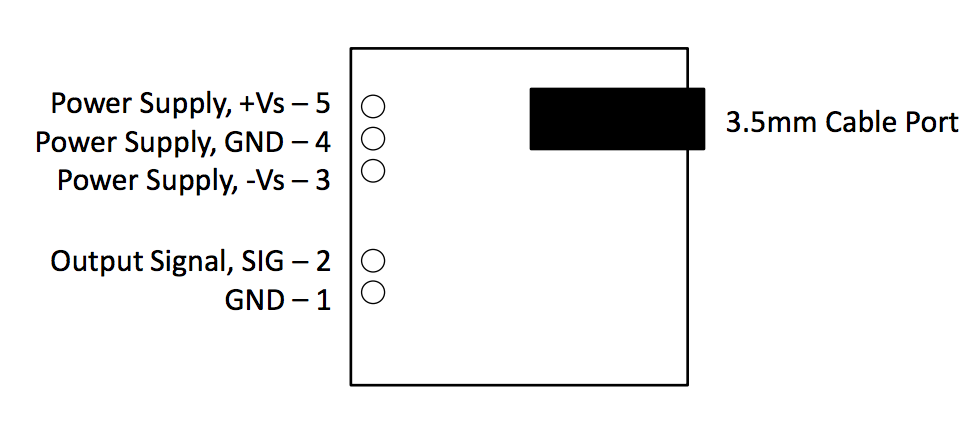 Power Supply, +Vs – 5
Power Supply, GND – 4
Power Supply, -Vs – 3
3.5mm Cable Port
Output Signal, SIG – 2
GND – 1